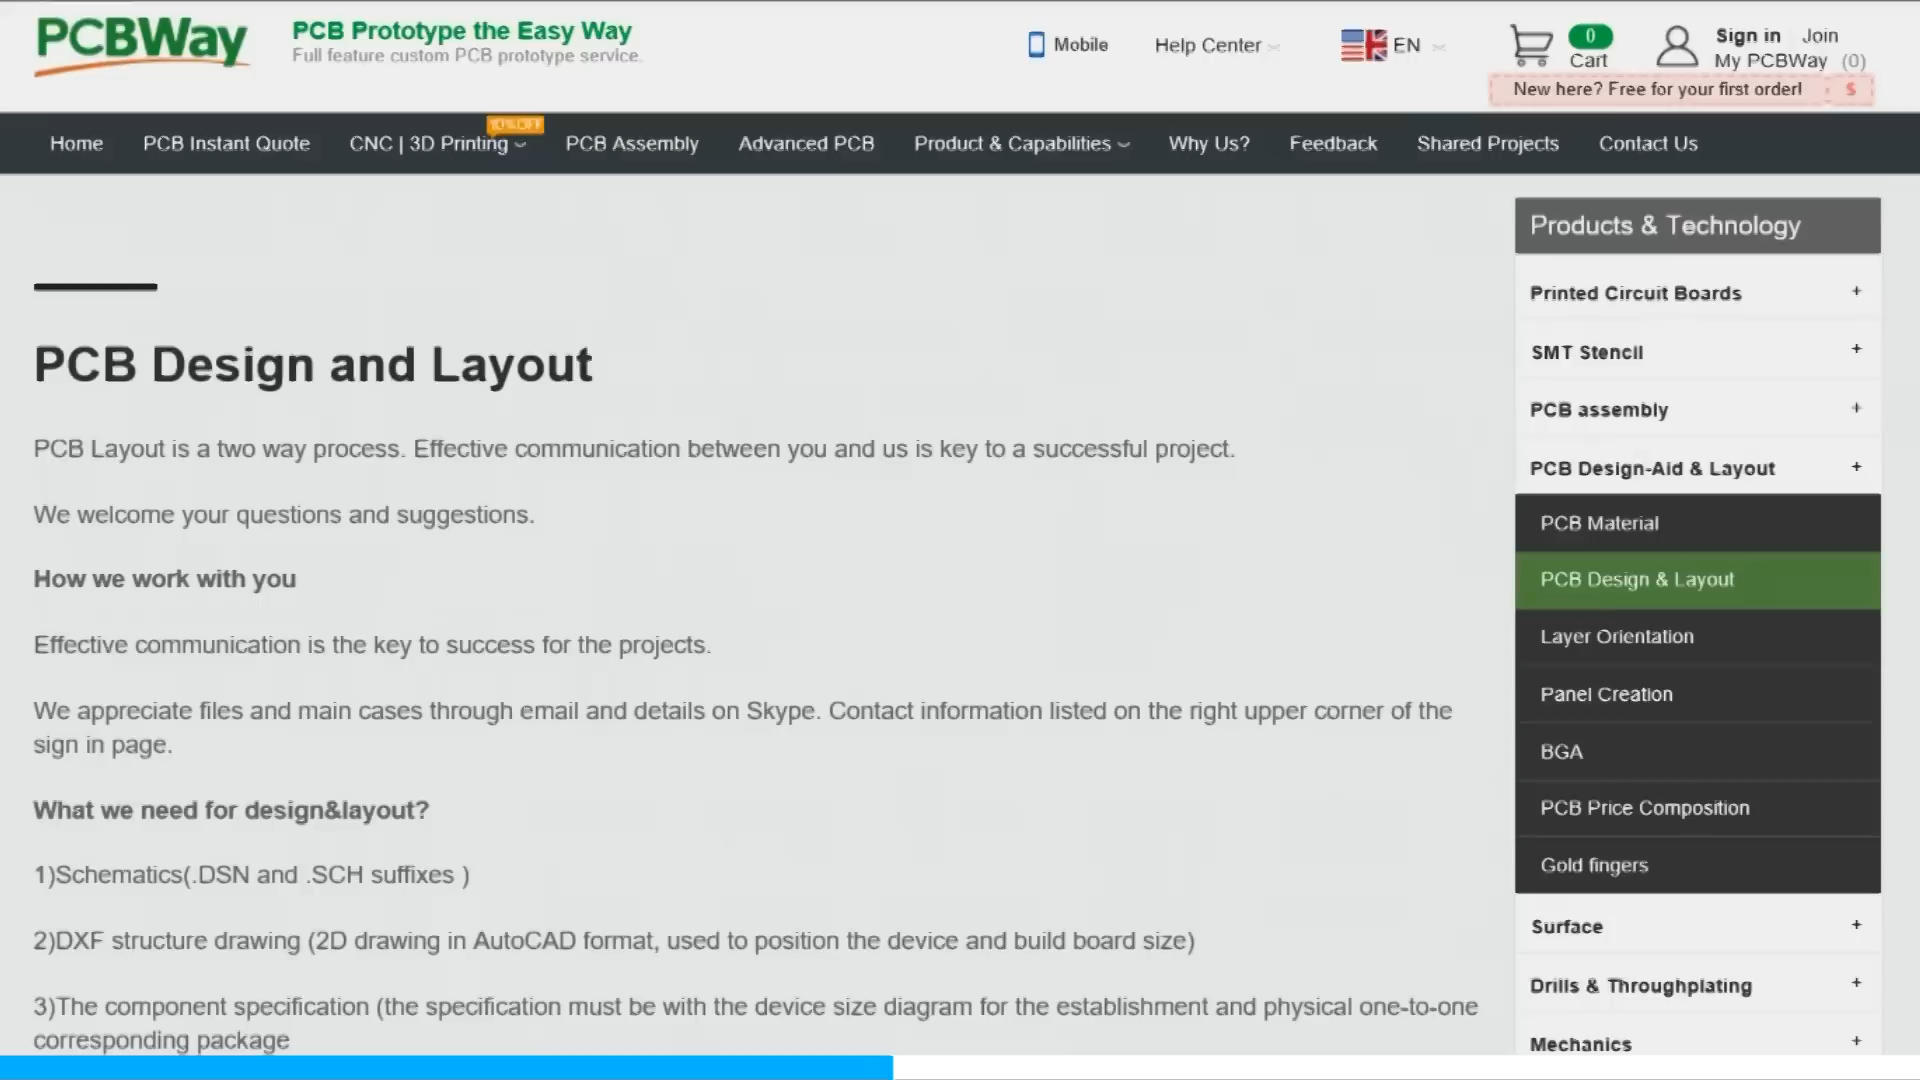 PCBWay
PCB Prototype the Easy Way
Full feature custom PCB prototype service.
Mobile
Help Center
EN
0
Cart
Sign in Join
My PCBWay (0)
New here? Free for your first order! $
Home
PCB Instant Quote
CNC | 3D Printing
PCB Assembly
Advanced PCB
Product & Capabilities
Why Us?
Feedback
Shared Projects
Contact Us
PCB Design and Layout
PCB Layout is a two way process. Effective communication between you and us is key to a successful project.
We welcome your questions and suggestions.
How we work with you
Effective communication is the key to success for the projects.
We appreciate files and main cases through email and details on Skype. Contact information listed on the right upper corner of the
sign in page.
What we need for design&layout?
1)Schematics(.DSN and .SCH suffixes )
2)DXF structure drawing (2D drawing in AutoCAD format, used to position the device and build board size)
3)The component specification (the specification must be with the device size diagram for the establishment and physical one-to-one
corresponding package
Products & Technology
Printed Circuit Boards +
SMT Stencil +
PCB assembly +
PCB Design-Aid & Layout +
PCB Material
PCB Design & Layout
Layer Orientation
Panel Creation
BGA
PCB Price Composition
Gold fingers
Surface +
Drills & Throughplating +
Mechanics +